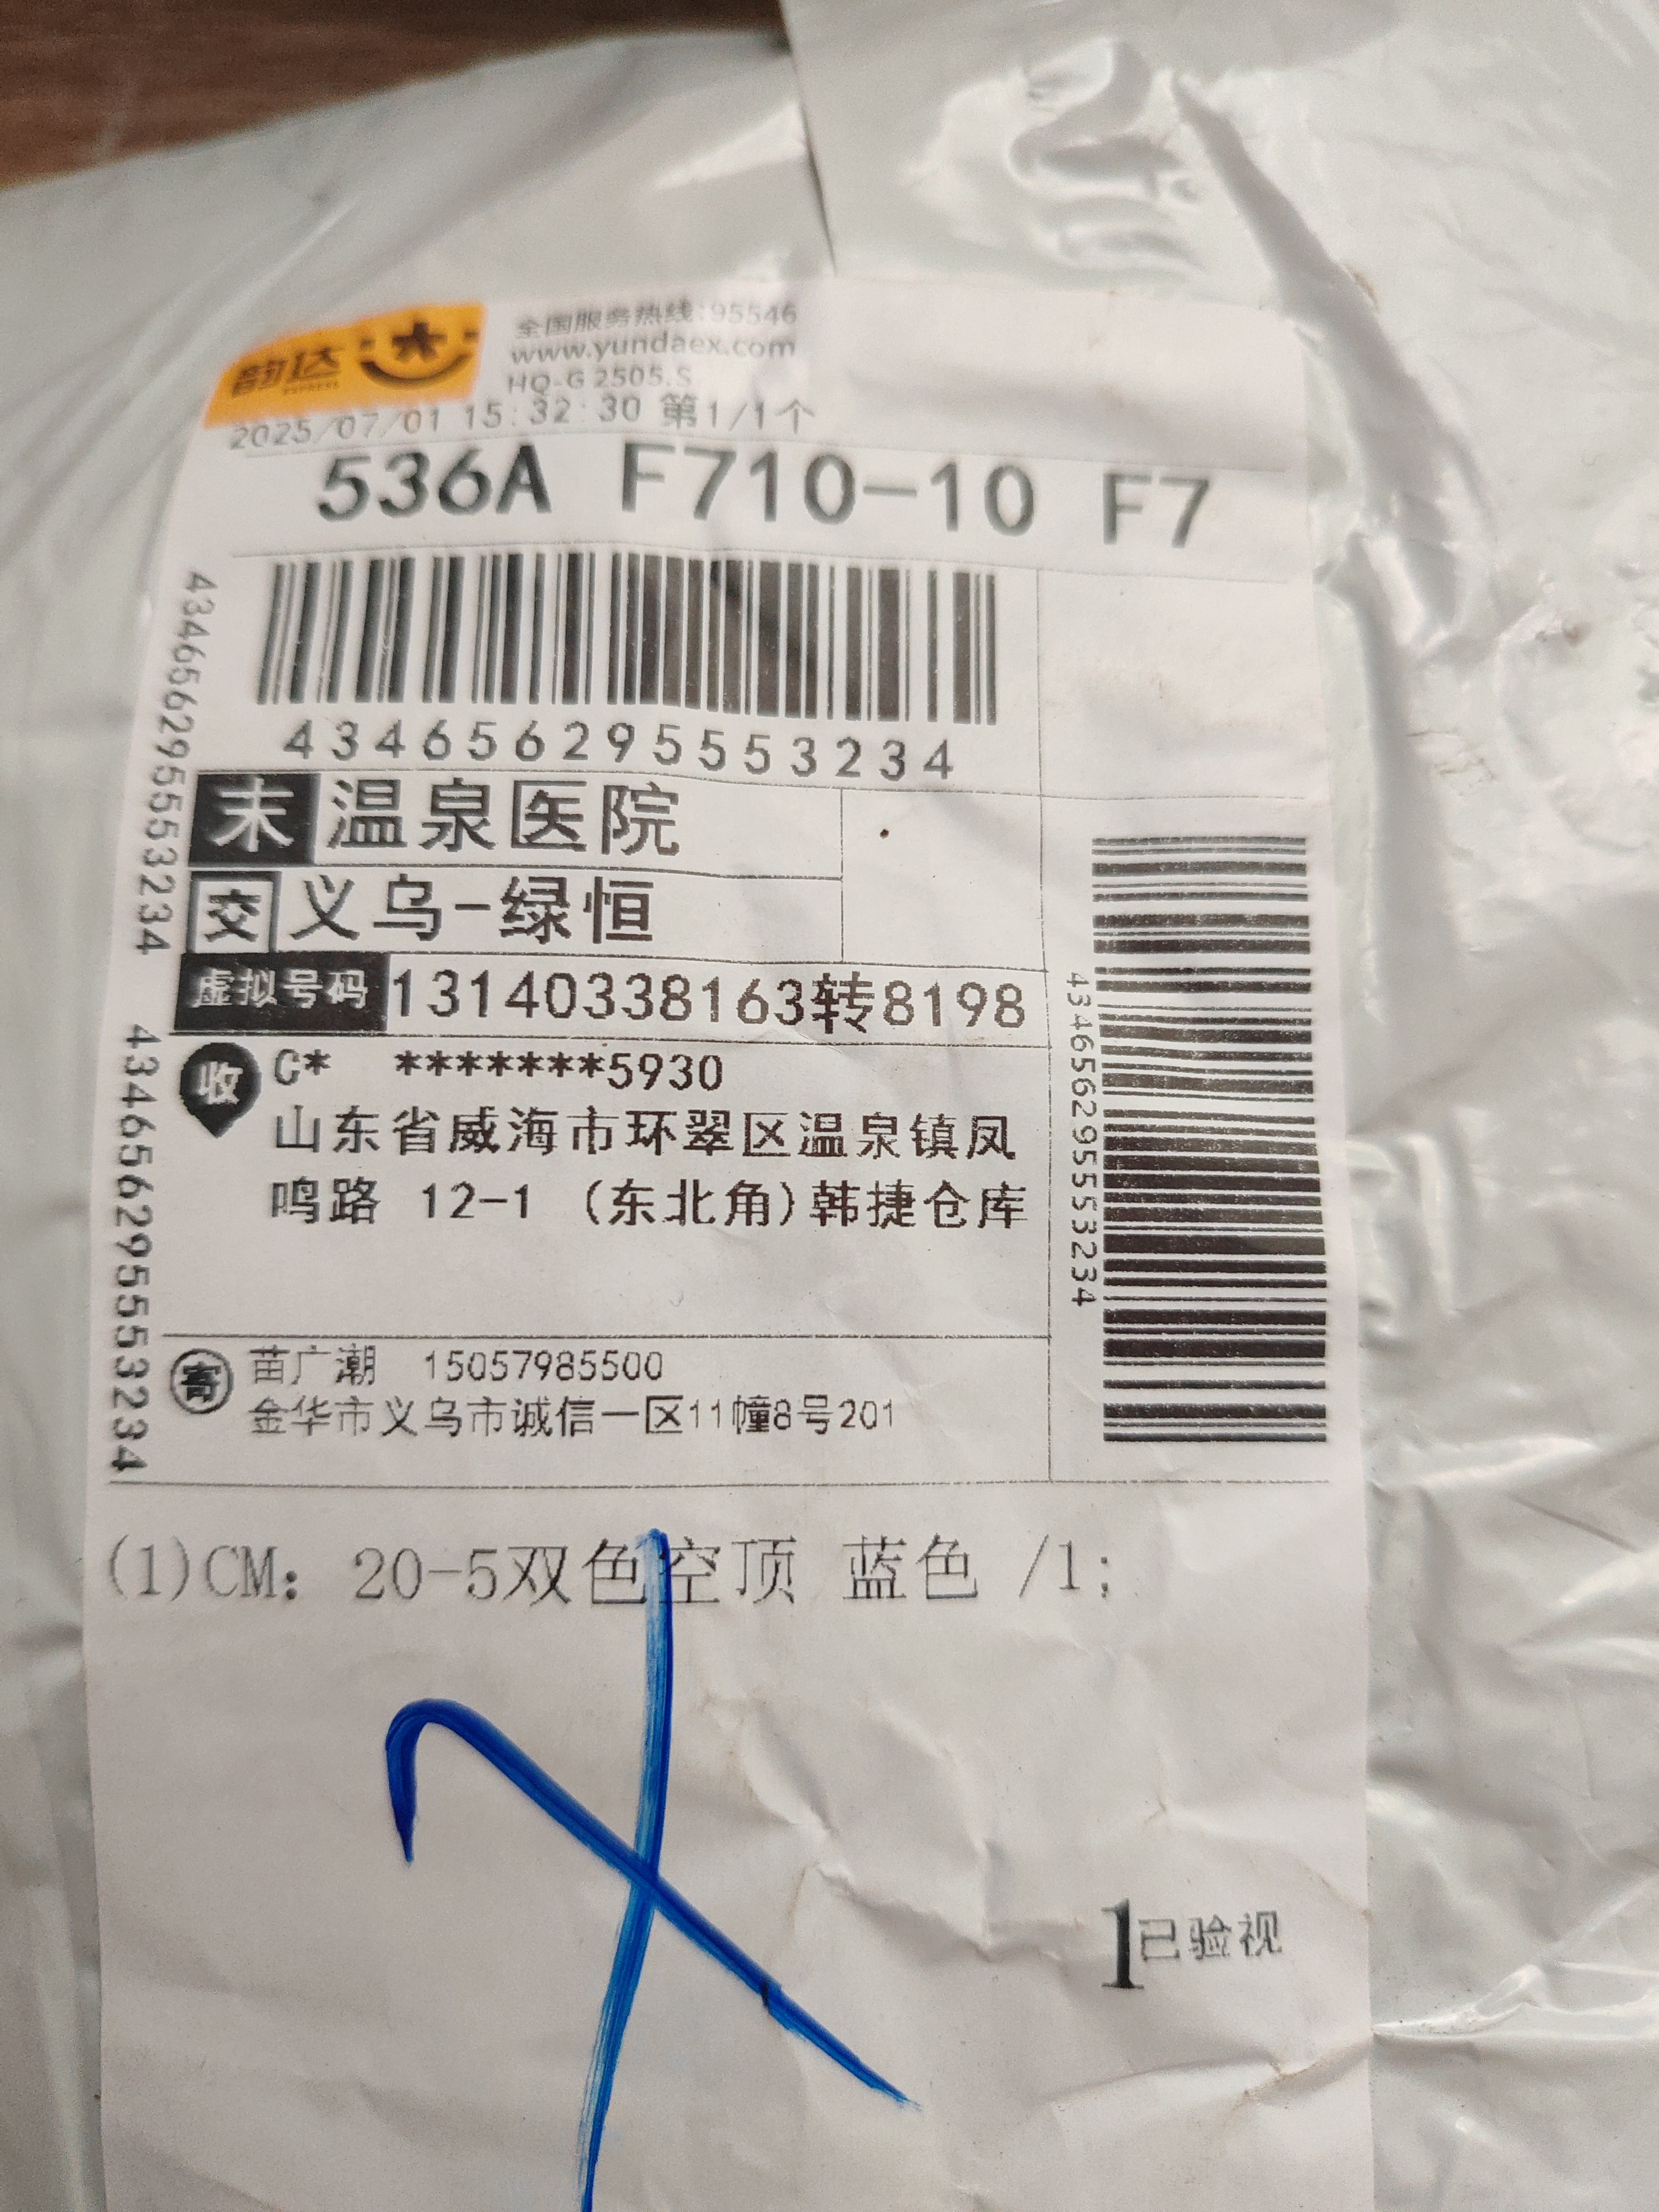 韵达
EXPRESS
全国服务热线:95546
www.yundaex.com
HQ-G 2505.S
2025/07/01 15:32:30 第1/1个
536A F710-10 F7
434656295553234
434656295553234
434656295553234
434656295553234
末 温泉医院
交 义乌-绿恒
虚拟号码 13140338163转8198
收 C* *******5930
山东省威海市环翠区温泉镇凤
鸣路 12-1 (东北角)韩捷仓库
寄 苗广潮 15057985500
金华市义乌市诚信一区11幢8号201
(1)CM: 20-5双色空顶 蓝色 /1;
1已验视